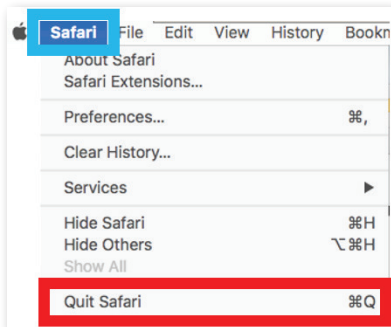 Safari File Edit View History Bookn
About Safari
Safari Extensions...
Preferences... ⌘,
Clear History...
Services ▶
Hide Safari ⌘H
Hide Others ⌥⌘H
Show All
Quit Safari ⌘Q